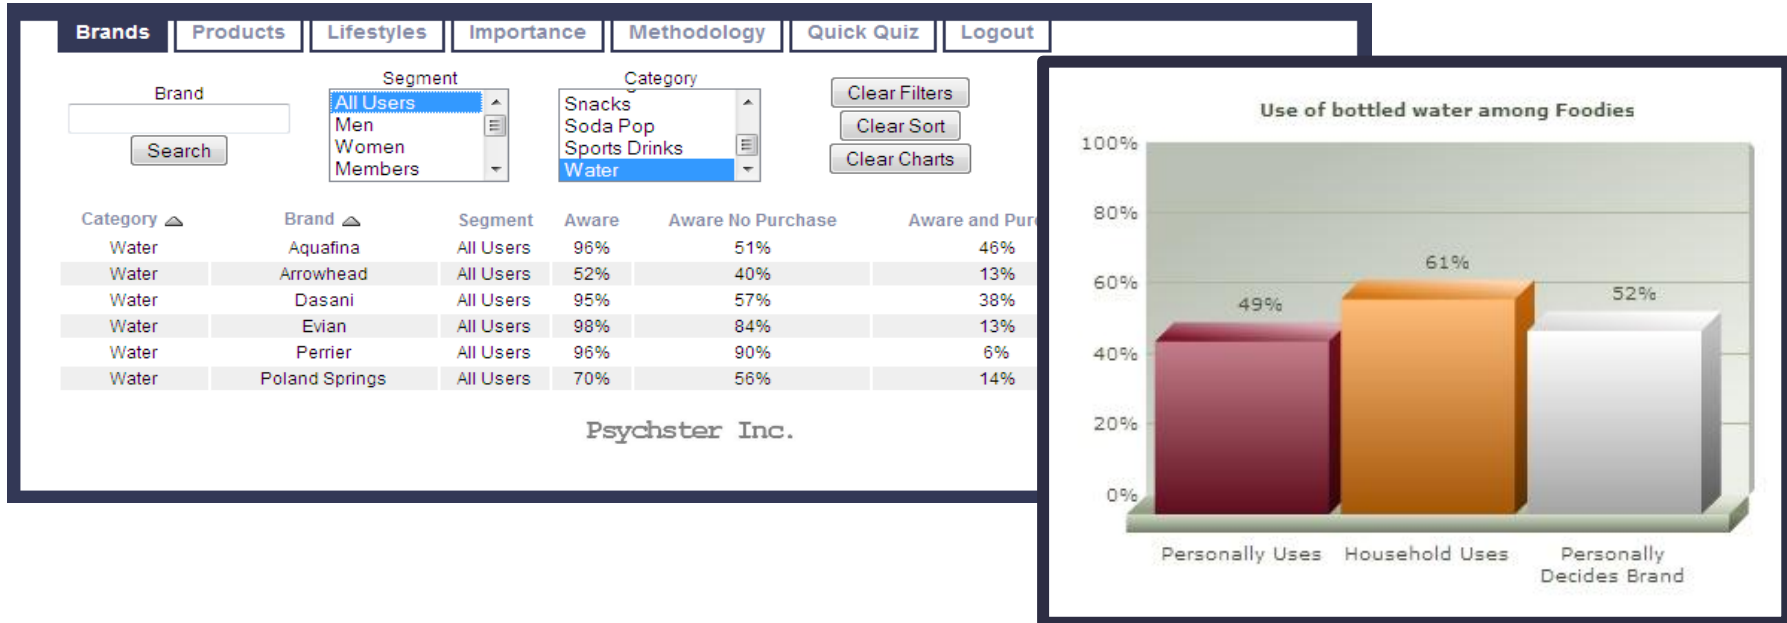 Brands Products Lifestyles Importance Methodology Quick Quiz Logout
Brand
Search
Segment
All Users
Men
Women
Members
Category
Snacks
Soda Pop
Sports Drinks
Water
Clear Filters
Clear Sort
Clear Charts
Category Brand Segment Aware Aware No Purchase Aware and Pur
Water Aquafina All Users 96% 51% 46%
Water Arrowhead All Users 52% 40% 13%
Water Dasani All Users 95% 57% 38%
Water Evian All Users 98% 84% 13%
Water Perrier All Users 96% 90% 6%
Water Poland Springs All Users 70% 56% 14%
Psychster Inc.
Use of bottled water among Foodies
100%
80%
60%
40%
20%
0%
49%
61%
52%
Personally Uses
Household Uses
Personally
Decides Brand